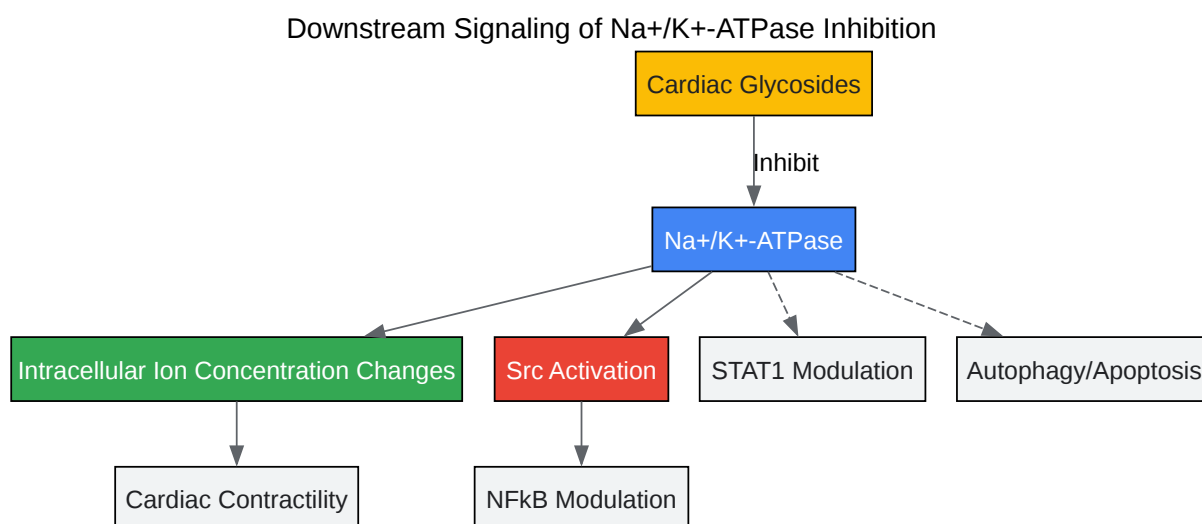 Downstream Signaling of Na+/K+-ATPase Inhibition
Cardiac Glycosides
Inhibit
Na+/K+-ATPase
Intracellular Ion Concentration Changes
Src Activation
STAT1 Modulation
Autophagy/Apoptosis
Cardiac Contractility
NFkB Modulation